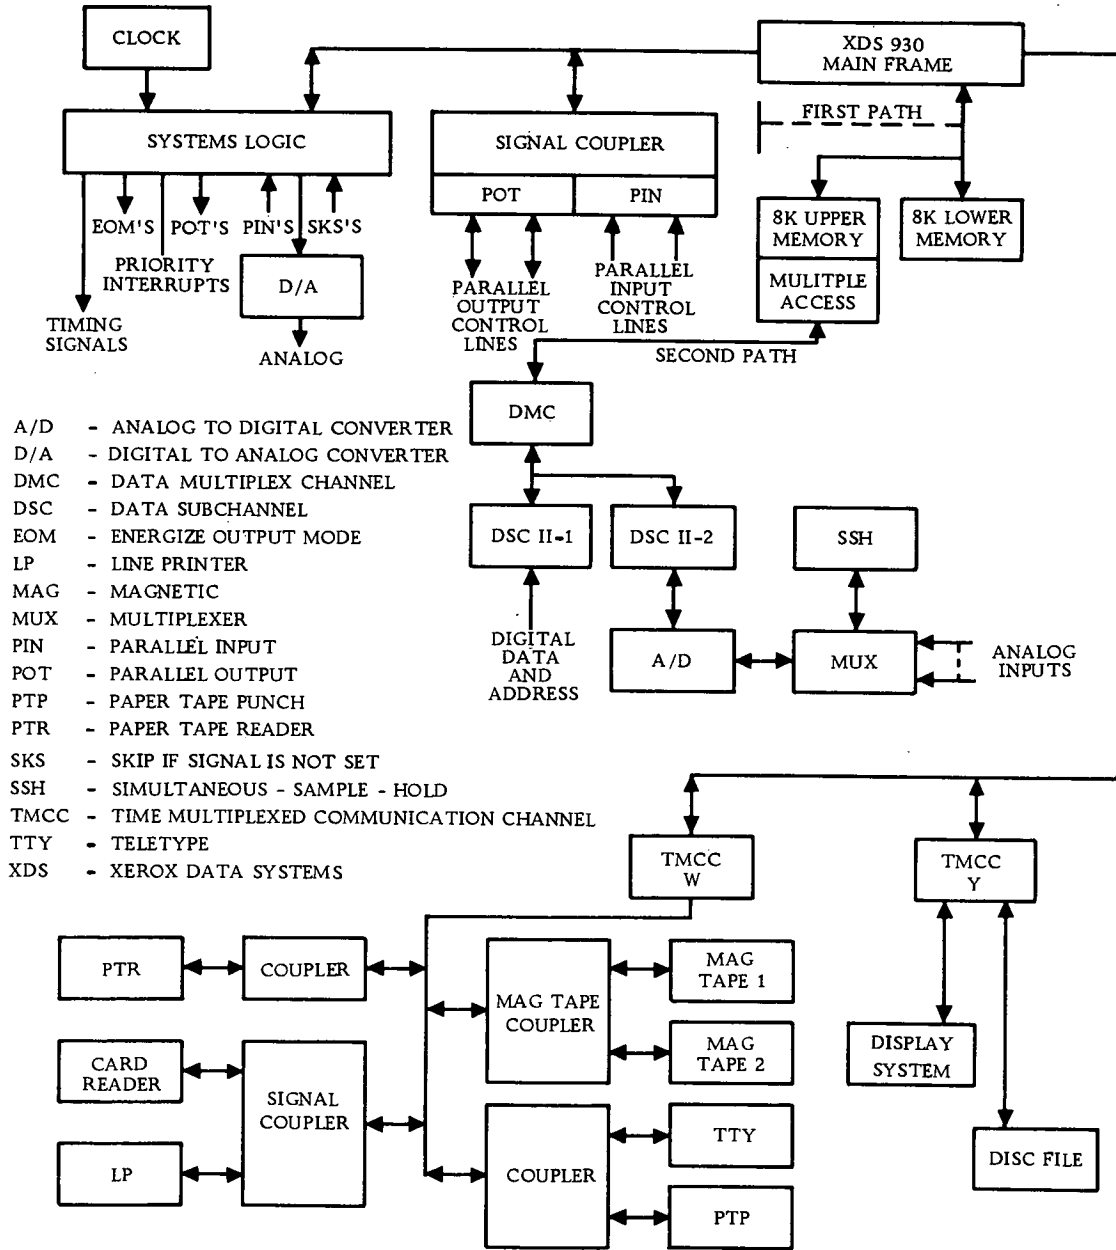 CLOCK
XDS 930
MAIN FRAME
FIRST PATH
SYSTEMS LOGIC
SIGNAL COUPLER
POT
PIN
8K UPPER
MEMORY
8K LOWER
MEMORY
MULITPLE
ACCESS
EOM'S
POT'S
PIN'S
SKS'S
PRIORITY
INTERRUPTS
D/A
TIMING
SIGNALS
ANALOG
PARALLEL
OUTPUT
CONTROL
LINES
PARALLEL
INPUT
CONTROL
LINES
SECOND PATH
DMC
A/D - ANALOG TO DIGITAL CONVERTER
D/A - DIGITAL TO ANALOG CONVERTER
DMC - DATA MULTIPLEX CHANNEL
DSC - DATA SUBCHANNEL
EOM - ENERGIZE OUTPUT MODE
LP - LINE PRINTER
MAG - MAGNETIC
MUX - MULTIPLEXER
PIN - PARALLEL INPUT
POT - PARALLEL OUTPUT
PTP - PAPER TAPE PUNCH
PTR - PAPER TAPE READER
SKS - SKIP IF SIGNAL IS NOT SET
SSH - SIMULTANEOUS - SAMPLE - HOLD
TMCC - TIME MULTIPLEXED COMMUNICATION CHANNEL
TTY - TELETYPE
XDS - XEROX DATA SYSTEMS
DSC II-1
DSC II-2
SSH
DIGITAL
DATA
AND
ADDRESS
A/D
MUX
ANALOG
INPUTS
TMCC
W
TMCC
Y
PTR
COUPLER
MAG TAPE
COUPLER
MAG
TAPE 1
MAG
TAPE 2
CARD
READER
SIGNAL
COUPLER
LP
COUPLER
TTY
PTP
DISPLAY
SYSTEM
DISC FILE